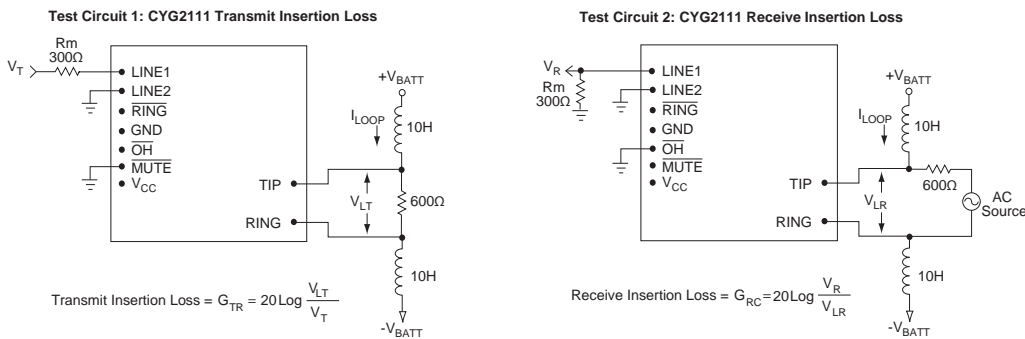 Test Circuit 1: CYG2111 Transmit Insertion Loss
V_T
Rm
300Ω
LINE1
LINE2
RING
GND
OH
MUTE
V_CC
TIP
RING
+V_BATT
I_LOOP
10H
V_LT
600Ω
10H
-V_BATT
Transmit Insertion Loss = G_TR = 20 Log V_LT / V_T
Test Circuit 2: CYG2111 Receive Insertion Loss
V_R
Rm
300Ω
LINE1
LINE2
RING
GND
OH
MUTE
V_CC
TIP
RING
+V_BATT
I_LOOP
10H
V_LR
600Ω
AC
Source
10H
-V_BATT
Receive Insertion Loss = G_RC = 20 Log V_R / V_LR